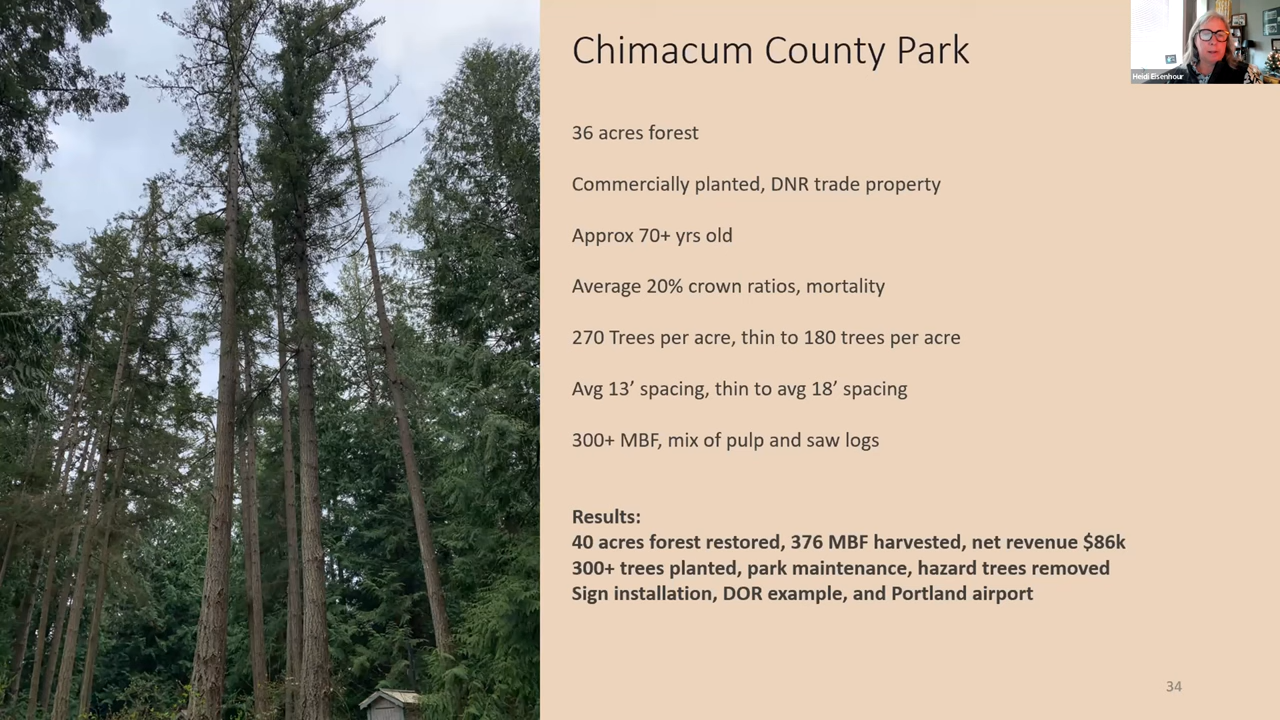 Chimacum County Park
Heidi Eisenhour
36 acres forest
Commercially planted, DNR trade property
Approx 70+ yrs old
Average 20% crown ratios, mortality
270 Trees per acre, thin to 180 trees per acre
Avg 13’ spacing, thin to avg 18’ spacing
300+ MBF, mix of pulp and saw logs
Results:
40 acres forest restored, 376 MBF harvested, net revenue $86k
300+ trees planted, park maintenance, hazard trees removed
Sign installation, DOR example, and Portland airport
34